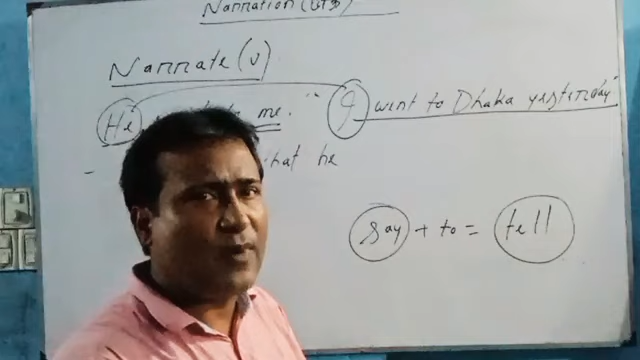 Narration
Narrate (v)
He me. "I went to Dhaka yesterday"
- that he
say + to = tell